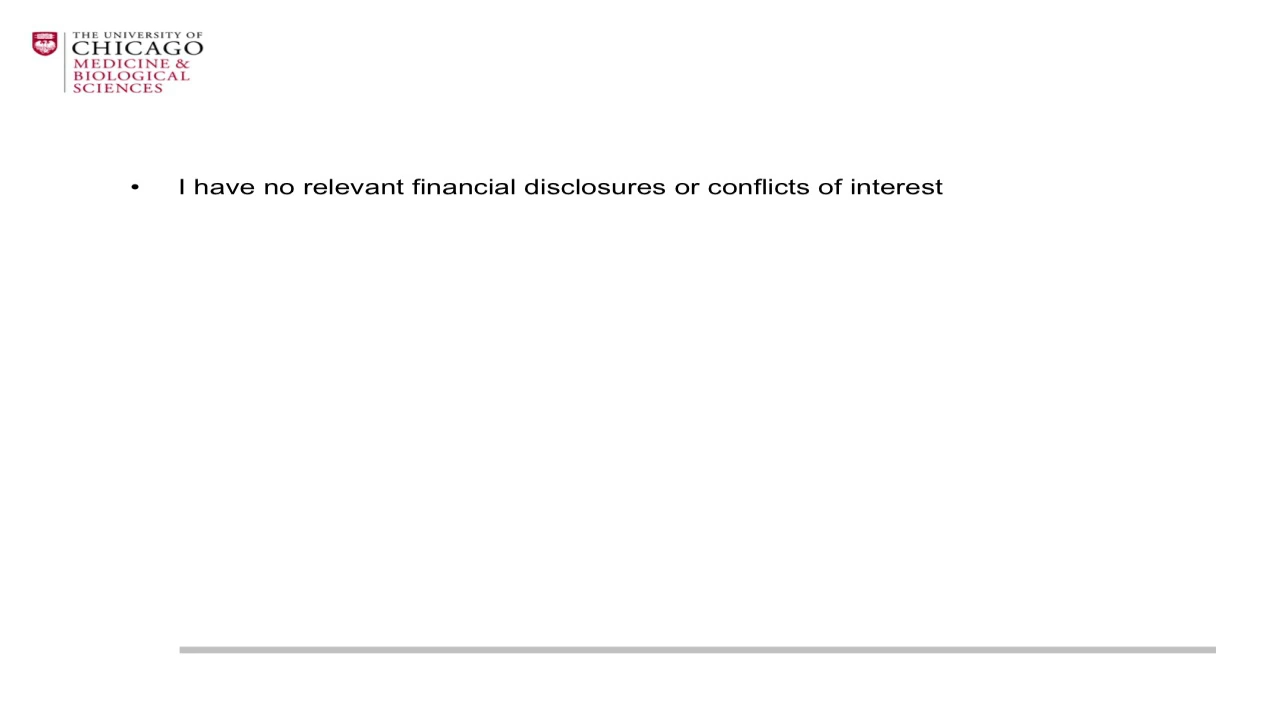 THE UNIVERSITY OF
CHICAGO
MEDICINE &
BIOLOGICAL
SCIENCES
• I have no relevant financial disclosures or conflicts of interest